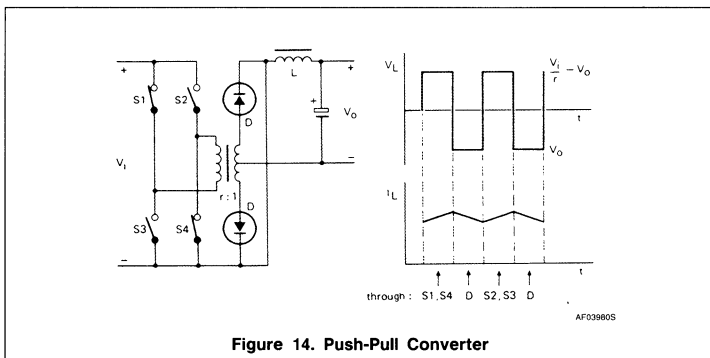 +
S1
S2
V_I
S3
S4
−
r : 1
D
D
L
+
+
V_O
−
V_L
V_I/r − V_O
t
V_O
I_L
t
through : S1,S4 D S2,S3 D
AF03980S
Figure 14. Push-Pull Converter